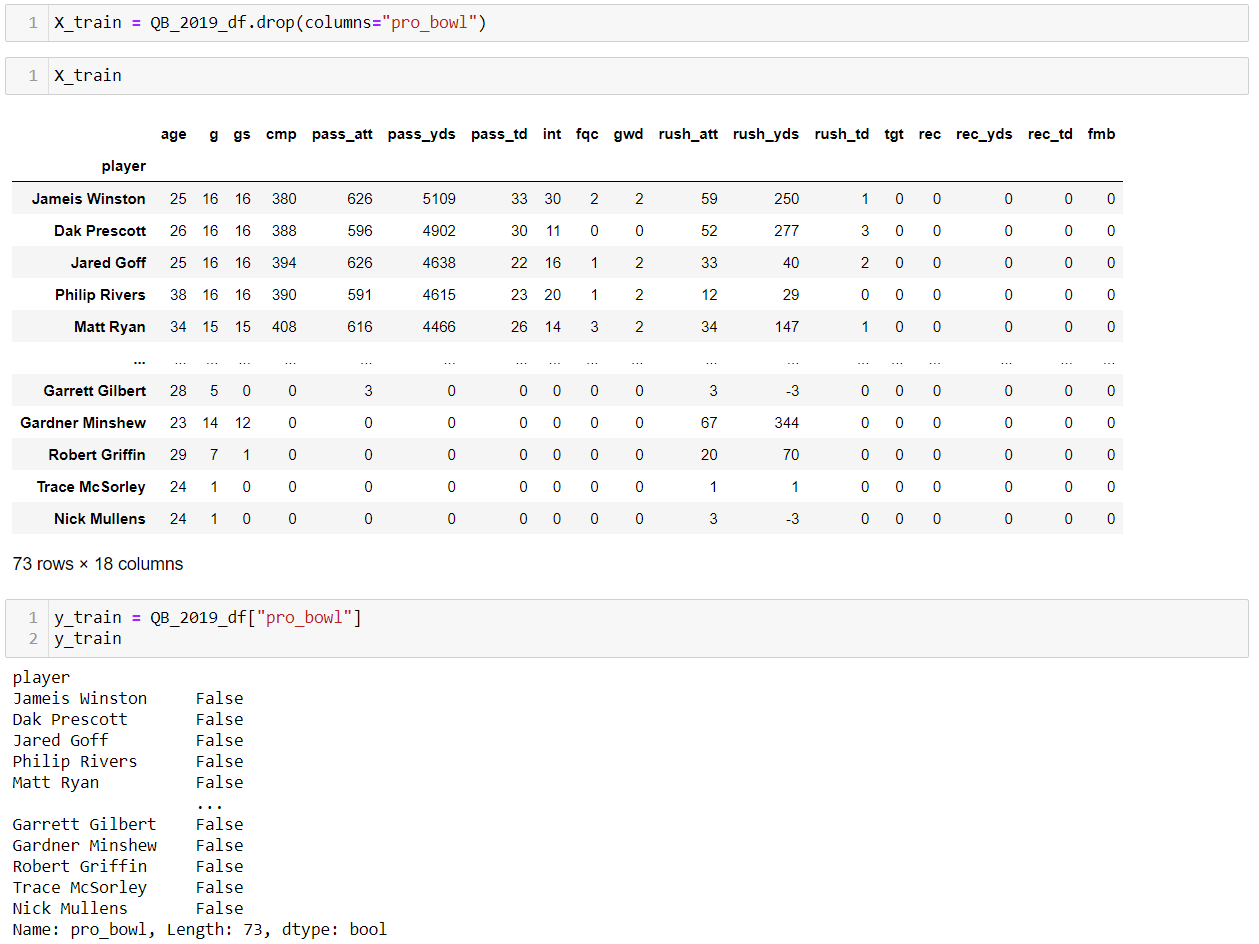 1 X_train = QB_2019_df.drop(columns="pro_bowl")
1 X_train
age g gs cmp pass_att pass_yds pass_td int fqc gwd rush_att rush_yds rush_td tgt rec rec_yds rec_td fmb
player
Jameis Winston 25 16 16 380 626 5109 33 30 2 2 59 250 1 0 0 0 0 0
Dak Prescott 26 16 16 388 596 4902 30 11 0 0 52 277 3 0 0 0 0 0
Jared Goff 25 16 16 394 626 4638 22 16 1 2 33 40 2 0 0 0 0 0
Philip Rivers 38 16 16 390 591 4615 23 20 1 2 12 29 0 0 0 0 0 0
Matt Ryan 34 15 15 408 616 4466 26 14 3 2 34 147 1 0 0 0 0 0
... ... ... ... ... ... ... ... ... ... ... ... ... ... ... ... ... ... ...
Garrett Gilbert 28 5 0 0 3 0 0 0 0 0 3 -3 0 0 0 0 0 0
Gardner Minshew 23 14 12 0 0 0 0 0 0 0 67 344 0 0 0 0 0 0
Robert Griffin 29 7 1 0 0 0 0 0 0 0 20 70 0 0 0 0 0 0
Trace McSorley 24 1 0 0 0 0 0 0 0 0 1 1 0 0 0 0 0 0
Nick Mullens 24 1 0 0 0 0 0 0 0 0 3 -3 0 0 0 0 0 0
73 rows × 18 columns
1 y_train = QB_2019_df["pro_bowl"]
2 y_train
player
Jameis Winston False
Dak Prescott False
Jared Goff False
Philip Rivers False
Matt Ryan False
...
Garrett Gilbert False
Gardner Minshew False
Robert Griffin False
Trace McSorley False
Nick Mullens False
Name: pro_bowl, Length: 73, dtype: bool